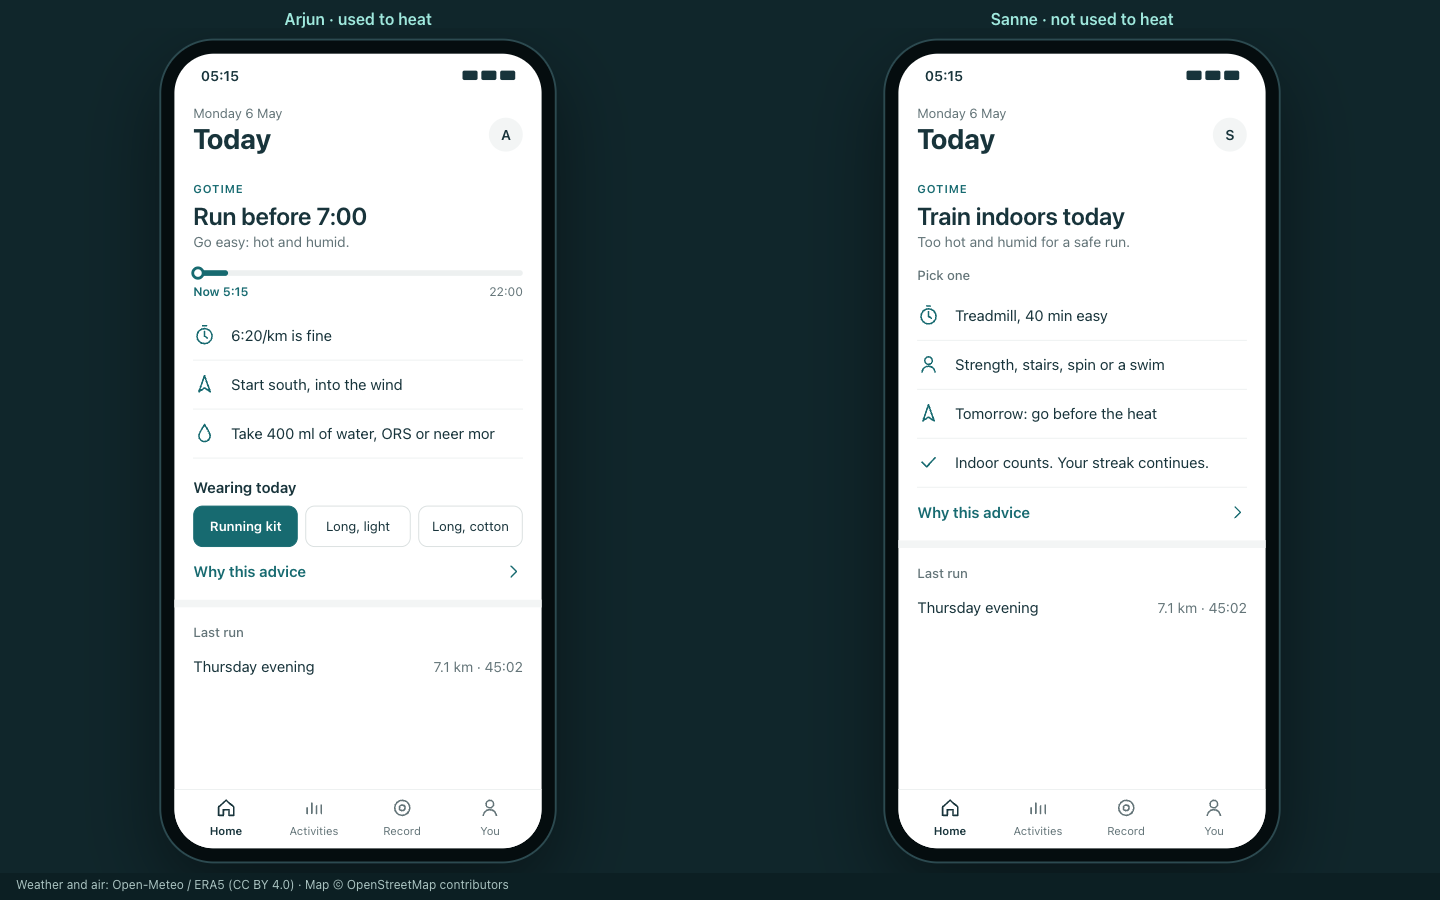 Arjun · used to heat
05:15
Monday 6 May
Today
A
GOTIME
Run before 7:00
Go easy: hot and humid.
Now 5:15
22:00
6:20/km is fine
Start south, into the wind
Take 400 ml of water, ORS or neer mor
Wearing today
Running kit
Long, light
Long, cotton
Why this advice
Last run
Thursday evening
7.1 km · 45:02
Home
Activities
Record
You
Sanne · not used to heat
05:15
Monday 6 May
Today
S
GOTIME
Train indoors today
Too hot and humid for a safe run.
Pick one
Treadmill, 40 min easy
Strength, stairs, spin or a swim
Tomorrow: go before the heat
Indoor counts. Your streak continues.
Why this advice
Last run
Thursday evening
7.1 km · 45:02
Home
Activities
Record
You
Weather and air: Open-Meteo / ERA5 (CC BY 4.0) · Map © OpenStreetMap contributors